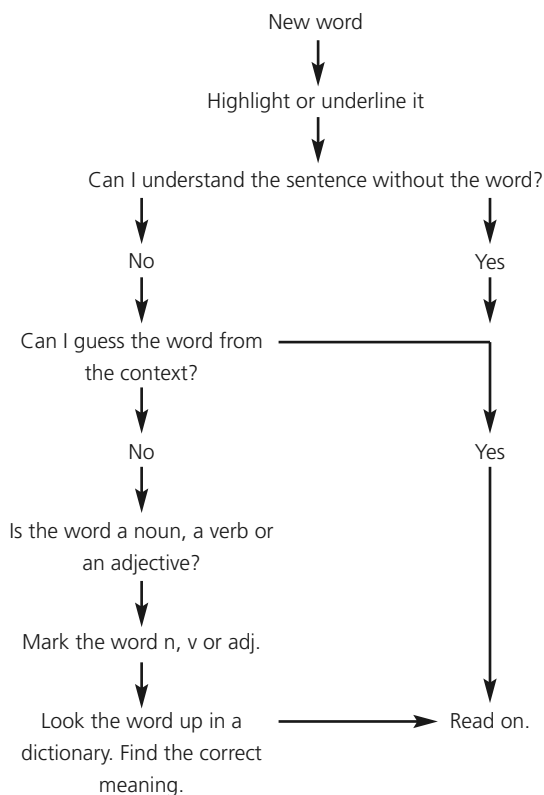 New word
Highlight or underline it
Can I understand the sentence without the word?
No
Yes
Can I guess the word from
the context?
No
Yes
Is the word a noun, a verb or
an adjective?
Mark the word n, v or adj.
Look the word up in a
dictionary. Find the correct
meaning.
Read on.